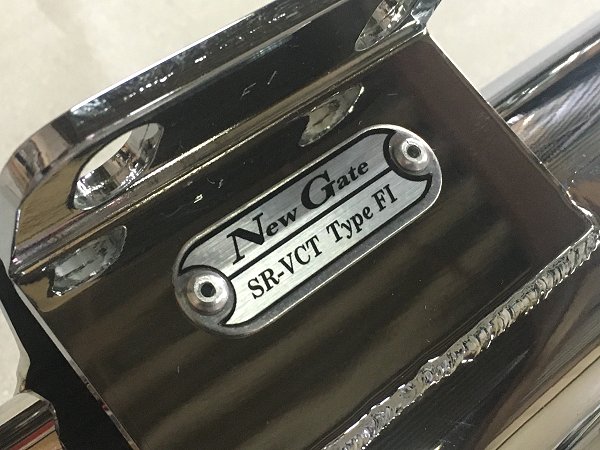 New Gate
SR-VCT Type FI